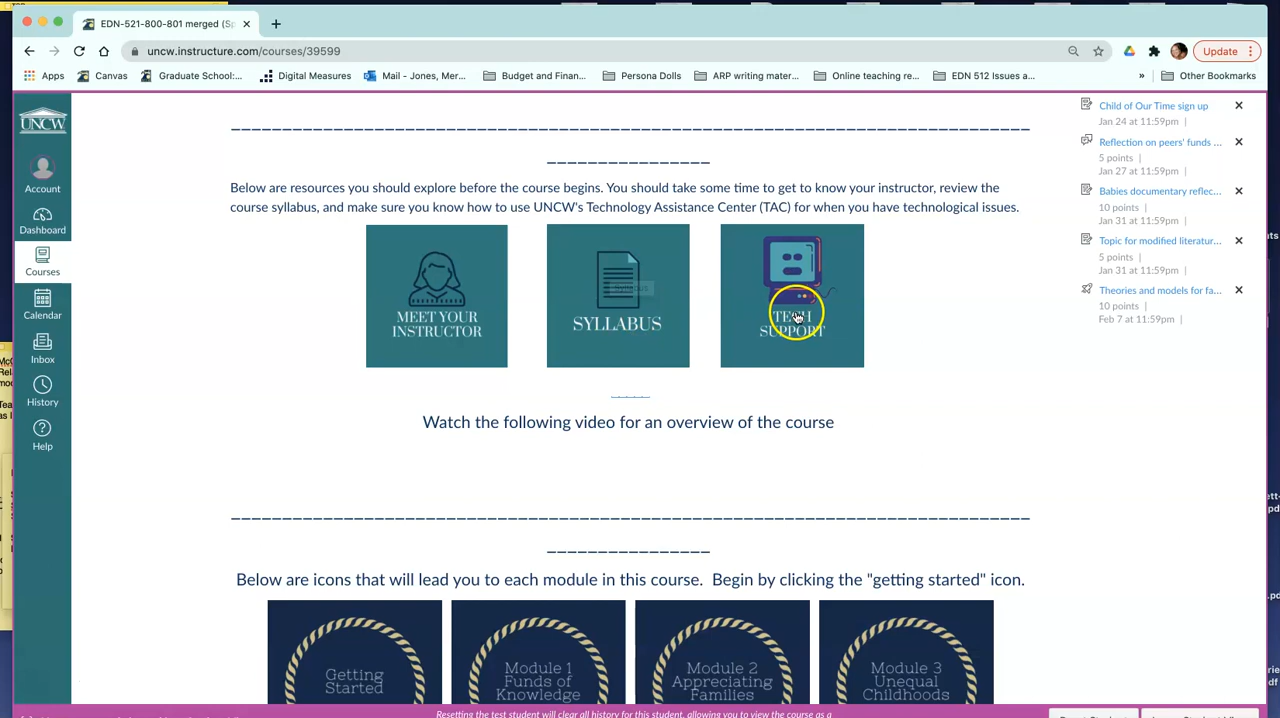 EDN-521-800-801 merged (Sp
uncw.instructure.com/courses/39599
Update
Apps
Canvas
Graduate School:...
Digital Measures
Mail - Jones, Mer...
Budget and Finan...
Persona Dolls
ARP writing mater...
Online teaching re...
EDN 512 Issues a...
»
Other Bookmarks
UNCW
Account
Dashboard
Courses
Calendar
Inbox
History
Help
Below are resources you should explore before the course begins. You should take some time to get to know your instructor, review the
course syllabus, and make sure you know how to use UNCW's Technology Assistance Center (TAC) for when you have technological issues.
MEET YOUR
INSTRUCTOR
SYLLABUS
Syllabus
TECH
SUPPORT
Watch the following video for an overview of the course
Below are icons that will lead you to each module in this course. Begin by clicking the "getting started" icon.
Getting
Started
Module 1
Funds of
Knowledge
Module 2
Appreciating
Families
Module 3
Unequal
Childhoods
Child of Our Time sign up
Jan 24 at 11:59pm |
Reflection on peers' funds ...
5 points |
Jan 27 at 11:59pm |
Babies documentary reflec...
10 points |
Jan 31 at 11:59pm |
Topic for modified literatur...
5 points |
Jan 31 at 11:59pm |
Theories and models for fa...
10 points |
Feb 7 at 11:59pm |
Resetting the test student will clear all history for this student, allowing you to view the course as a